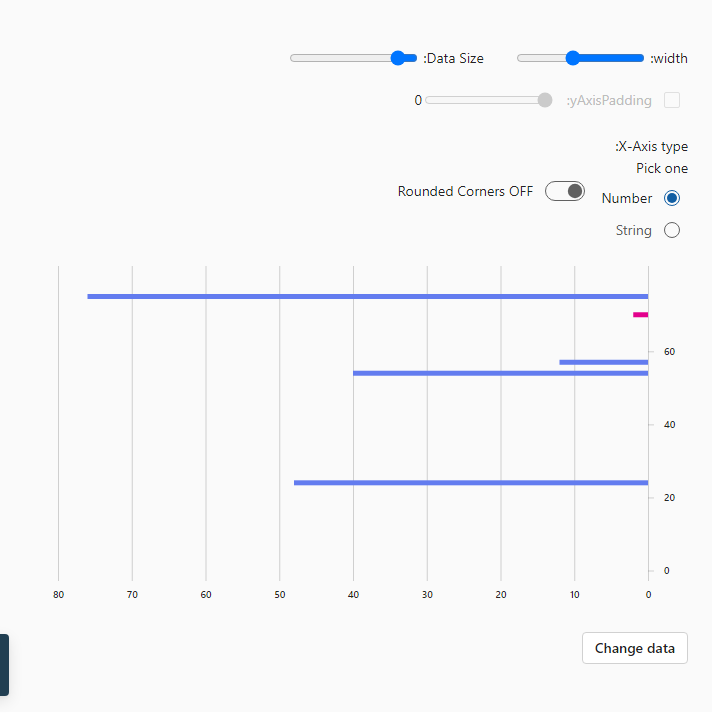 width:
Data Size:
yAxisPadding:
0
X-Axis type:
Pick one
Number
Rounded Corners OFF
String
60
40
20
0
80 70 60 50 40 30 20 10 0
Change data